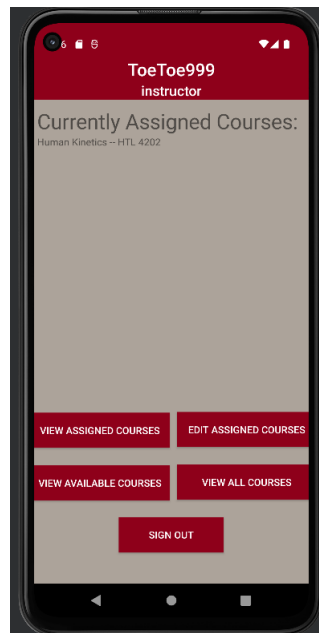 6
ToeToe999
instructor
Currently Assigned Courses:
Human Kinetics -- HTL 4202
VIEW ASSIGNED COURSES
EDIT ASSIGNED COURSES
VIEW AVAILABLE COURSES
VIEW ALL COURSES
SIGN OUT